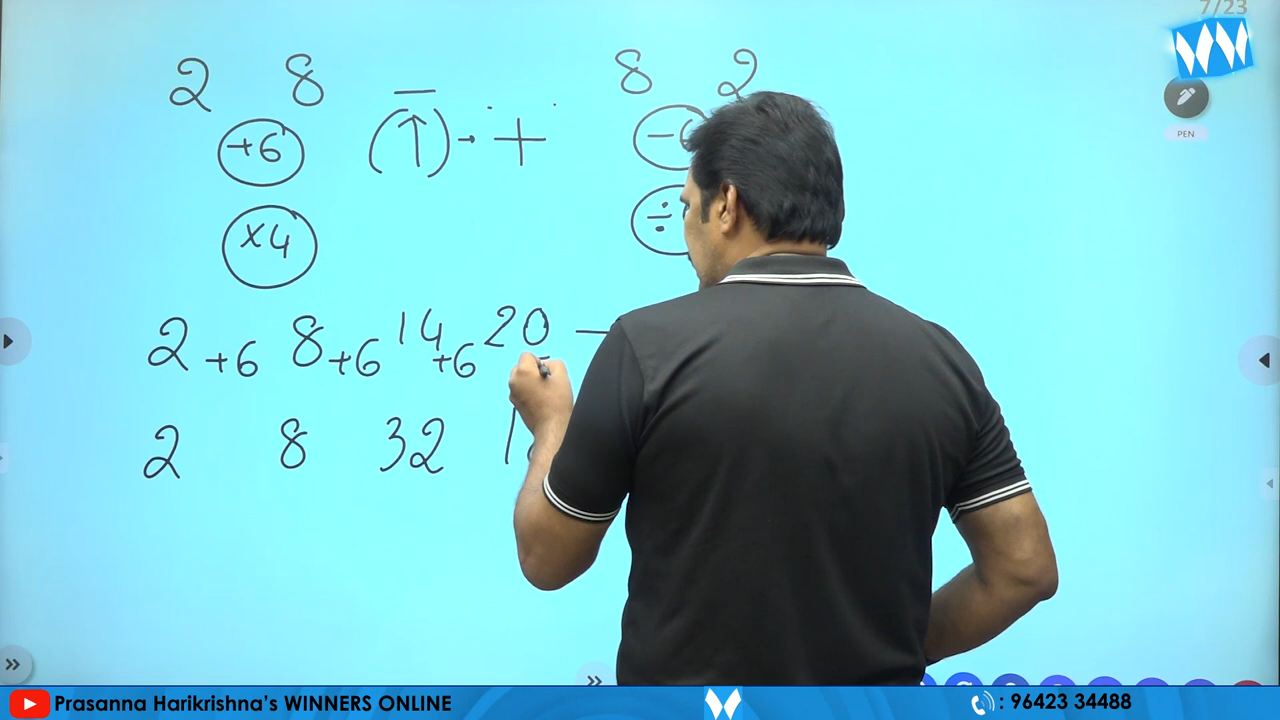 7/23
2 8 _ 8 2
+6 (↑)→ + -6
×4 ÷
PEN
2 +6 8 +6 14 +6 20 -
2 8 32
Prasanna Harikrishna's WINNERS ONLINE
: 96423 34488